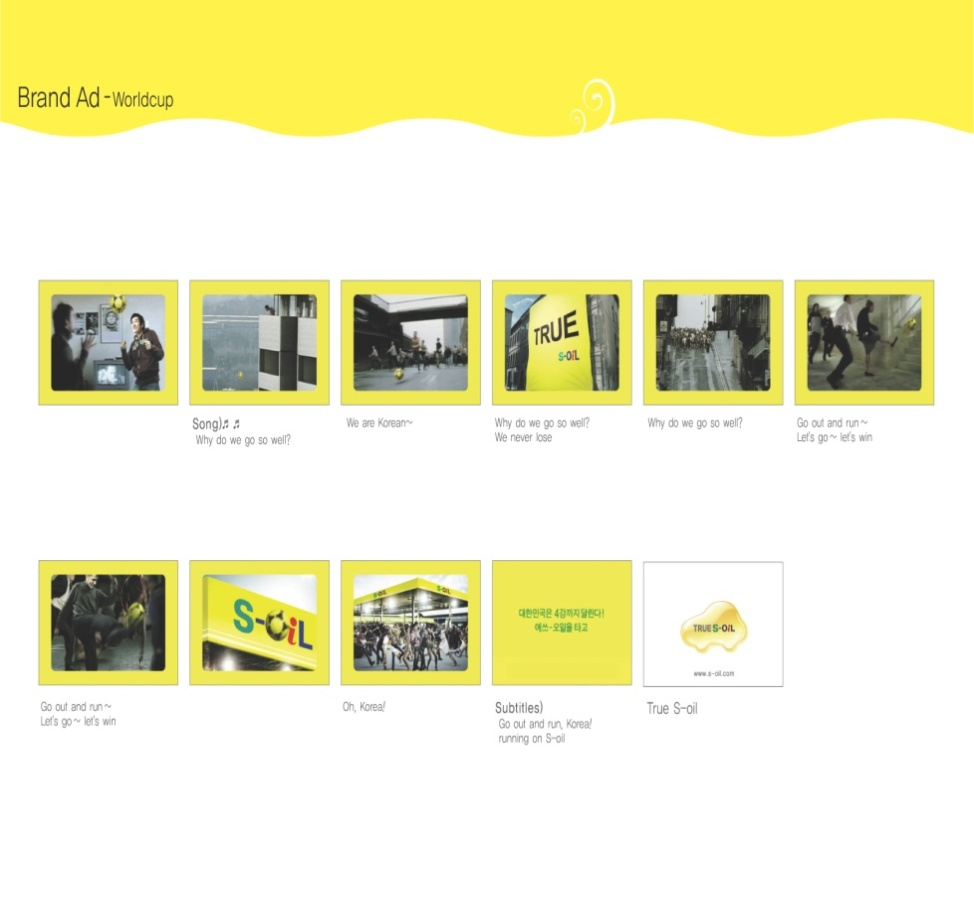 Brand Ad - Worldcup
TRUE
S-OIL
Song)♬ ♬
Why do we go so well?
We are Korean~
Why do we go so well?
We never lose
Why do we go so well?
Go out and run~
Let's go~ let's win
S-OIL
S-OIL
S-OIL
대한민국은 4강까지 달린다!
에쓰-오일을 타고
TRUE S-OIL
www.s-oil.com
Go out and run~
Let's go~ let's win
Oh, Korea!
Subtitles)
Go out and run, Korea!
running on S-oil
True S-oil